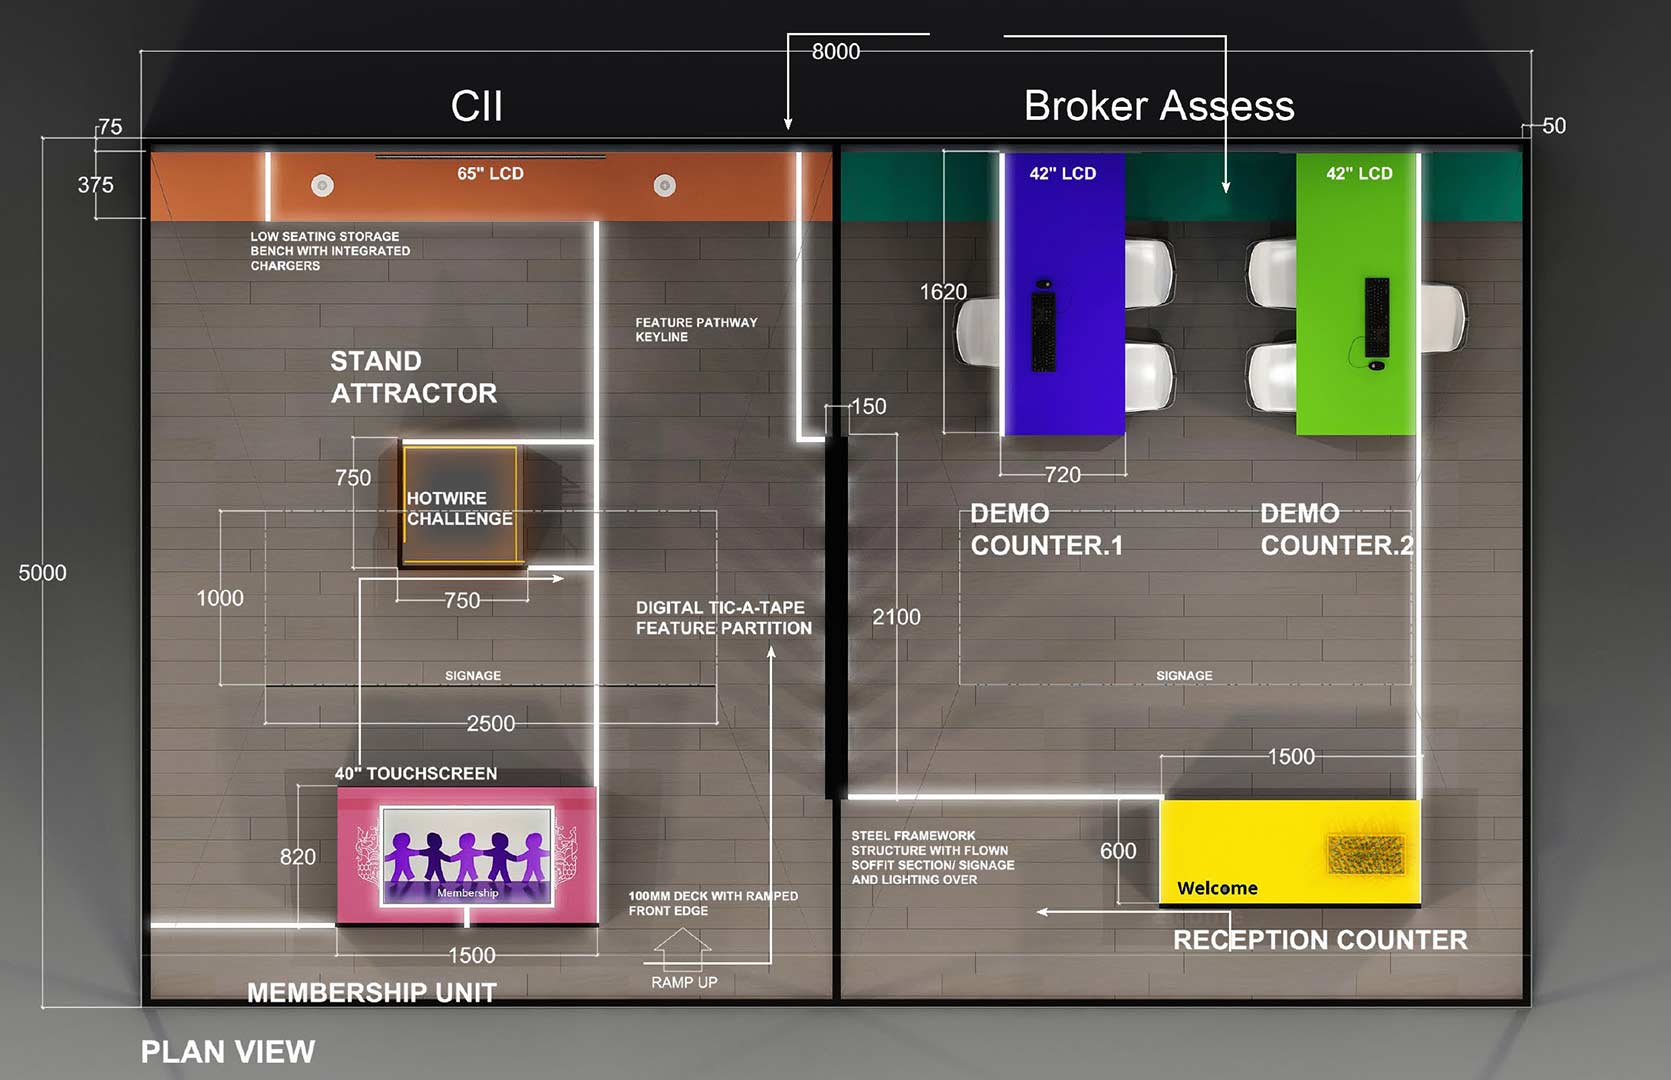 8000
CII
Broker Assess
75
50
375
65" LCD
42" LCD
42" LCD
LOW SEATING STORAGE
BENCH WITH INTEGRATED
CHARGERS
1620
FEATURE PATHWAY
KEYLINE
STAND
ATTRACTOR
150
750
720
HOTWIRE
CHALLENGE
DEMO
COUNTER.1
DEMO
COUNTER.2
5000
1000
750
DIGITAL TIC-A-TAPE
FEATURE PARTITION
2100
SIGNAGE
SIGNAGE
2500
1500
40" TOUCHSCREEN
820
Membership
STEEL FRAMEWORK
STRUCTURE WITH FLOWN
SOFFIT SECTION/ SIGNAGE
AND LIGHTING OVER
600
Welcome
100MM DECK WITH RAMPED
FRONT EDGE
RECEPTION COUNTER
1500
RAMP UP
MEMBERSHIP UNIT
PLAN VIEW